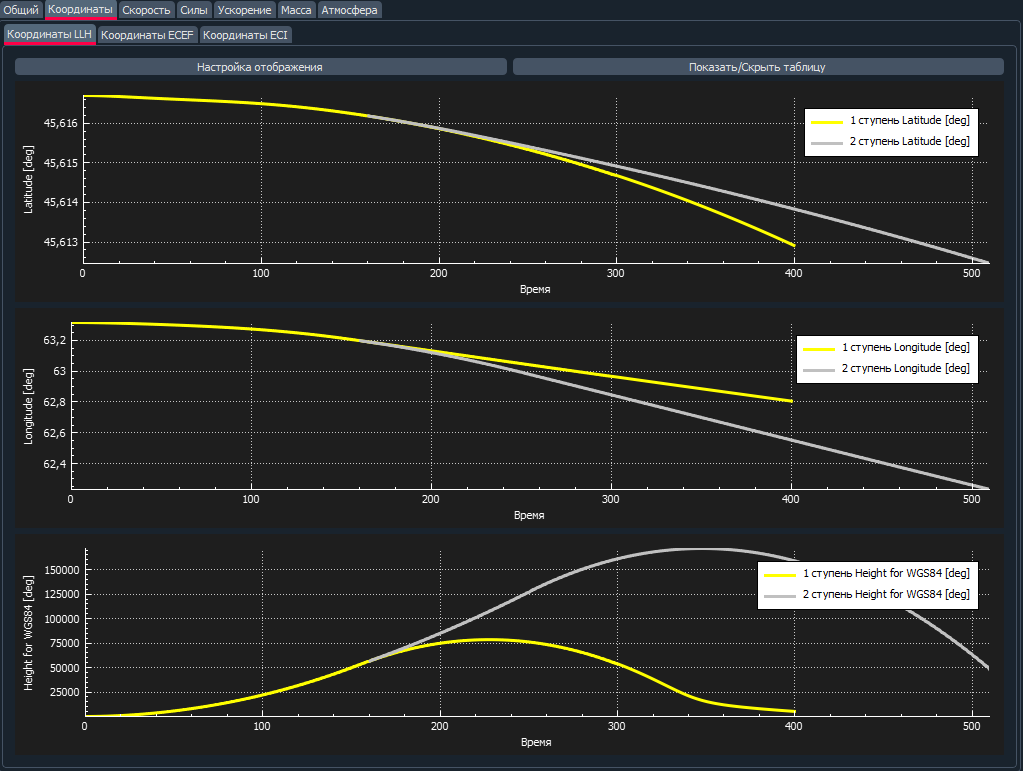 Общий Координаты Скорость Силы Ускорение Масса Атмосфера
Координаты LLH Координаты ECEF Координаты ECI
Настройка отображения Показать/Скрыть таблицу
Latitude [deg]
45,616
45,615
45,614
45,613
1 ступень Latitude [deg]
2 ступень Latitude [deg]
0 100 200 300 400 500
Время
Longitude [deg]
63,2
63
62,8
62,6
62,4
1 ступень Longitude [deg]
2 ступень Longitude [deg]
0 100 200 300 400 500
Время
Height for WGS84 [deg]
150000
125000
100000
75000
50000
25000
1 ступень Height for WGS84 [deg]
2 ступень Height for WGS84 [deg]
0 100 200 300 400 500
Время